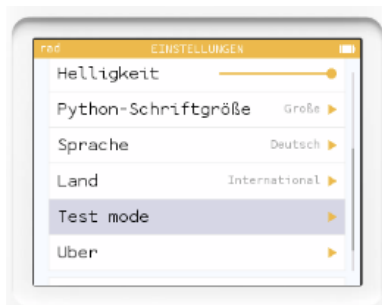 rad EINSTELLUNGEN
Helligkeit
Python-Schriftgröße Große
Sprache Deutsch
Land International
Test mode
Uber